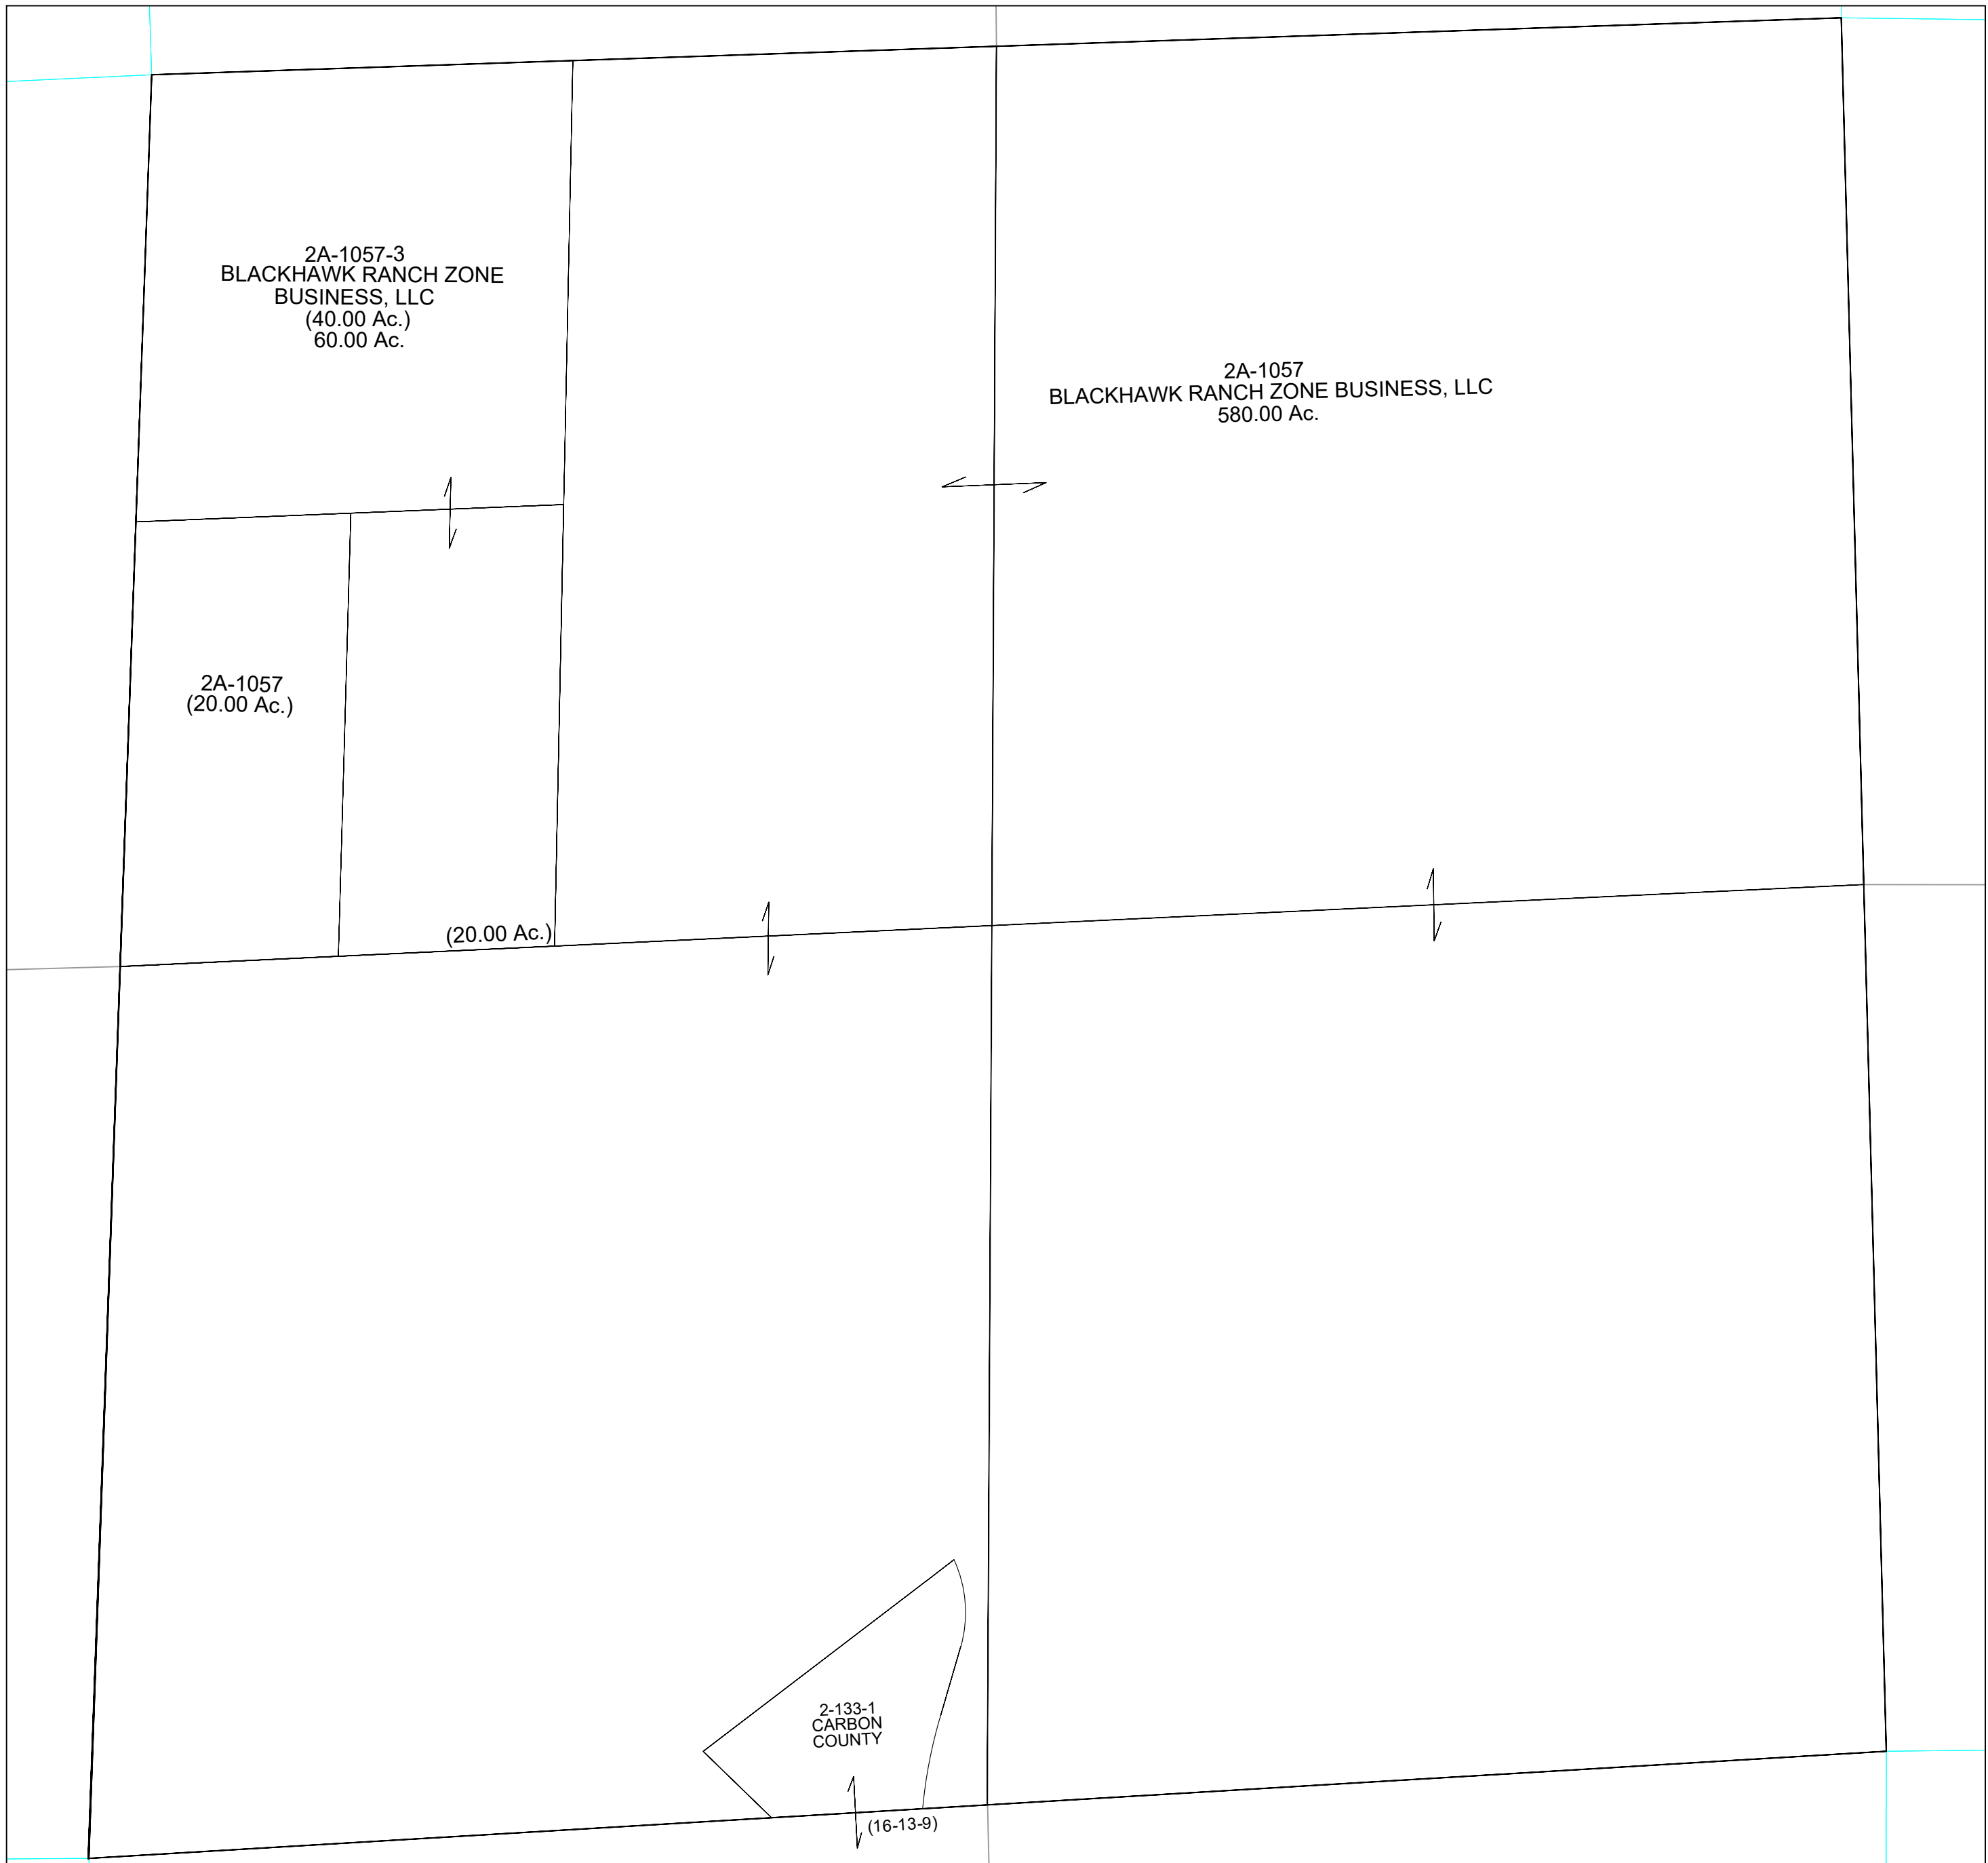 2A-1057-3
BLACKHAWK RANCH ZONE
BUSINESS, LLC
(40.00 Ac.)
60.00 Ac.
2A-1057
BLACKHAWK RANCH ZONE BUSINESS, LLC
580.00 Ac.
2A-1057
(20.00 Ac.)
(20.00 Ac.)
2-133-1
CARBON
COUNTY
(16-13-9)